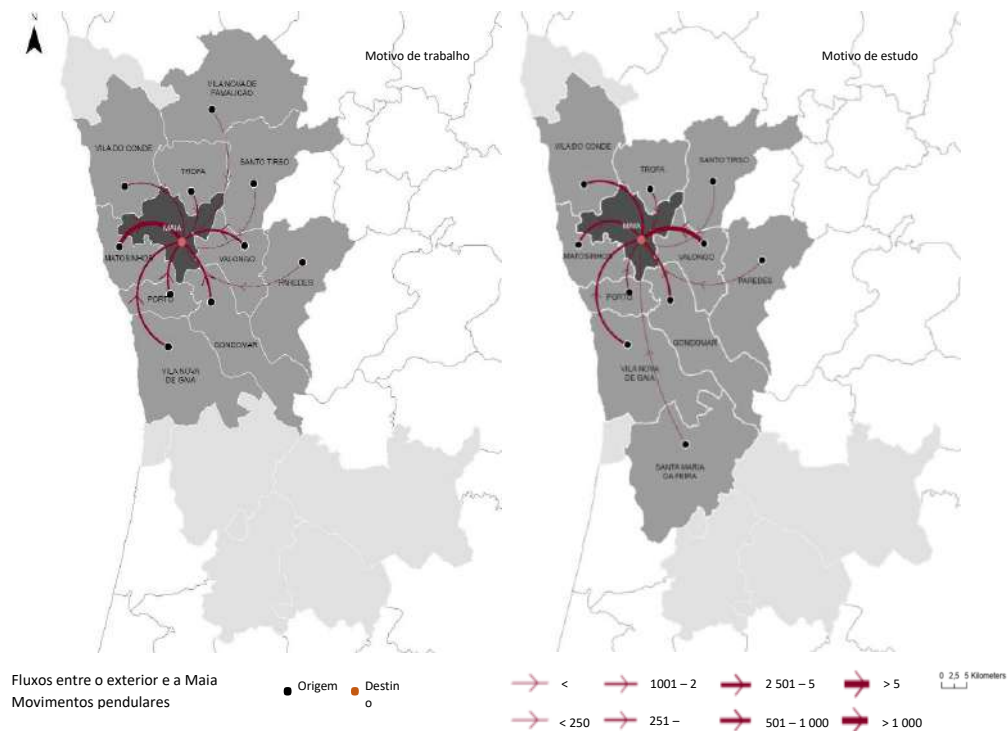 N
Motivo de trabalho
VILA NOVA DE
FAMALICÃO
VILA DO CONDE
TROFA
SANTO TIRSO
MAIA
MATOSINHOS
VALONGO
PORTO
PAREDES
GONDOMAR
VILA NOVA
DE GAIA
Motivo de estudo
VILA DO CONDE
TROFA
SANTO TIRSO
MAIA
MATOSINHOS
VALONGO
PORTO
PAREDES
GONDOMAR
VILA NOVA
DE GAIA
SANTA MARIA
DA FEIRA
Fluxos entre o exterior e a Maia
Movimentos pendulares
Origem
Destin
o
<
1001 – 2
2 501 – 5
> 5
< 250
251 –
501 – 1 000
> 1 000
0 2,5 5 Kilometers